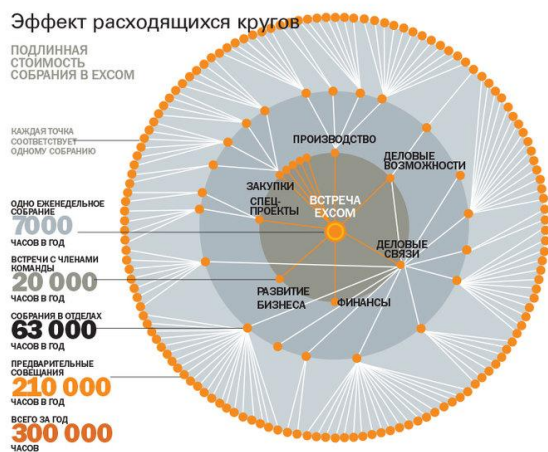 Эффект расходящихся кругов
ПОДЛИННАЯ
СТОИМОСТЬ
СОБРАНИЯ В EXCOM
КАЖДАЯ ТОЧКА
СООТВЕТСТВУЕТ
ОДНОМУ СОБРАНИЮ
ПРОИЗВОДСТВО
ДЕЛОВЫЕ
ВОЗМОЖНОСТИ
ЗАКУПКИ
ВСТРЕЧА
EXCOM
СПЕЦ-
ПРОЕКТЫ
ДЕЛОВЫЕ
СВЯЗИ
РАЗВИТИЕ
БИЗНЕСА
ФИНАНСЫ
ОДНО ЕЖЕНЕДЕЛЬНОЕ
СОБРАНИЕ
7000
ЧАСОВ В ГОД
ВСТРЕЧИ С ЧЛЕНАМИ
КОМАНДЫ
20 000
ЧАСОВ В ГОД
СОБРАНИЯ В ОТДЕЛАХ
63 000
ЧАСОВ В ГОД
ПРЕДВАРИТЕЛЬНЫЕ
СОВЕЩАНИЯ
210 000
ЧАСОВ В ГОД
ВСЕГО ЗА ГОД
300 000
ЧАСОВ